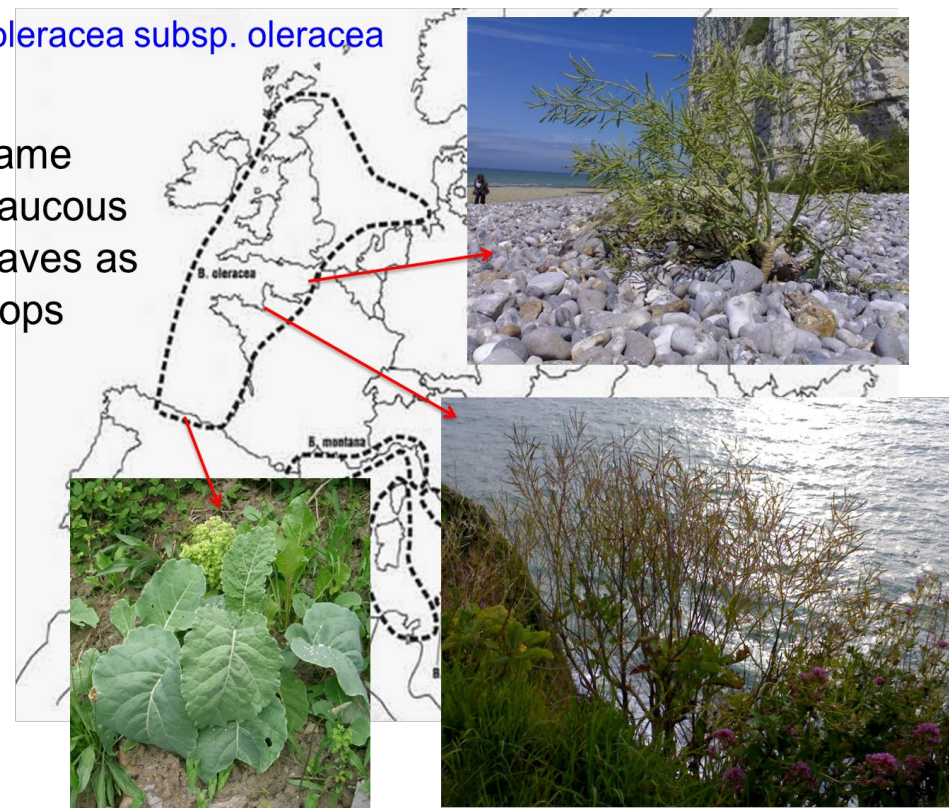 oleracea subsp. oleracea
ame
aucous
aves as
ops
B. oleracea
B. montana
B